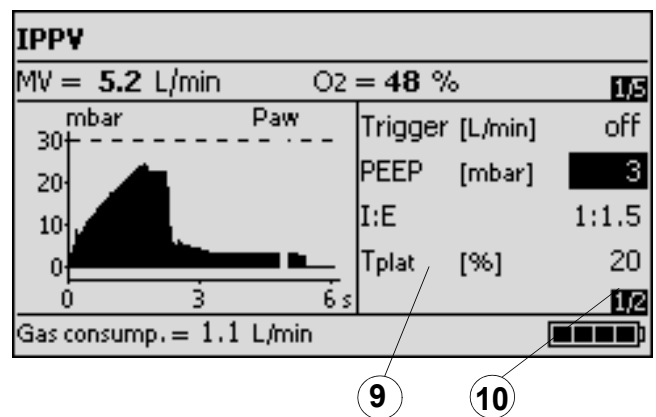 IPPV
MV = 5.2 L/min O2 = 48 % 1/5
mbar Paw
30
20
10
0
0 3 6 s
Trigger [L/min] off
PEEP [mbar] 3
I:E 1:1.5
Tplat [%] 20
1/2
Gas consump. = 1.1 L/min
9 10